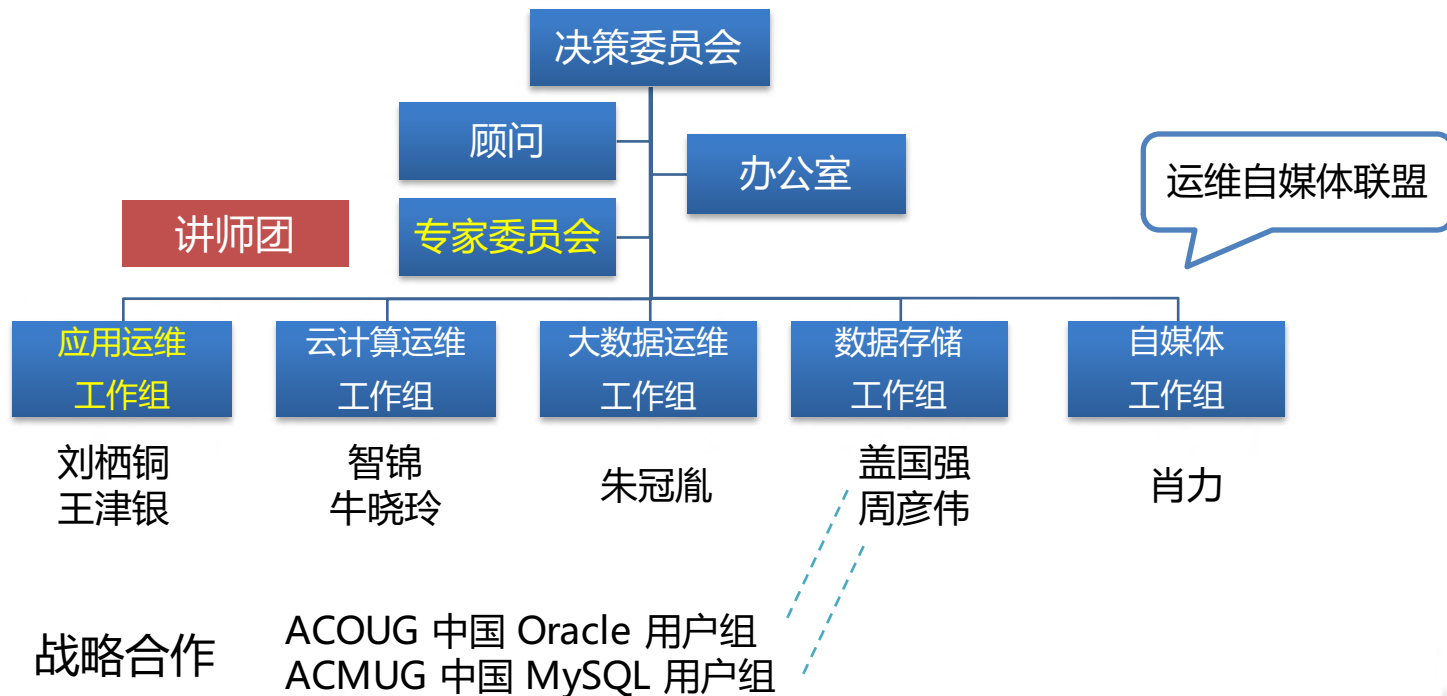 决策委员会
顾问
办公室
运维自媒体联盟
讲师团
专家委员会
应用运维
工作组
云计算运维
工作组
大数据运维
工作组
数据存储
工作组
自媒体
工作组
刘栖铜
王津银
智锦
牛晓玲
朱冠胤
盖国强
周彦伟
肖力
战略合作
ACOUG 中国 Oracle 用户组
ACMUG 中国 MySQL 用户组